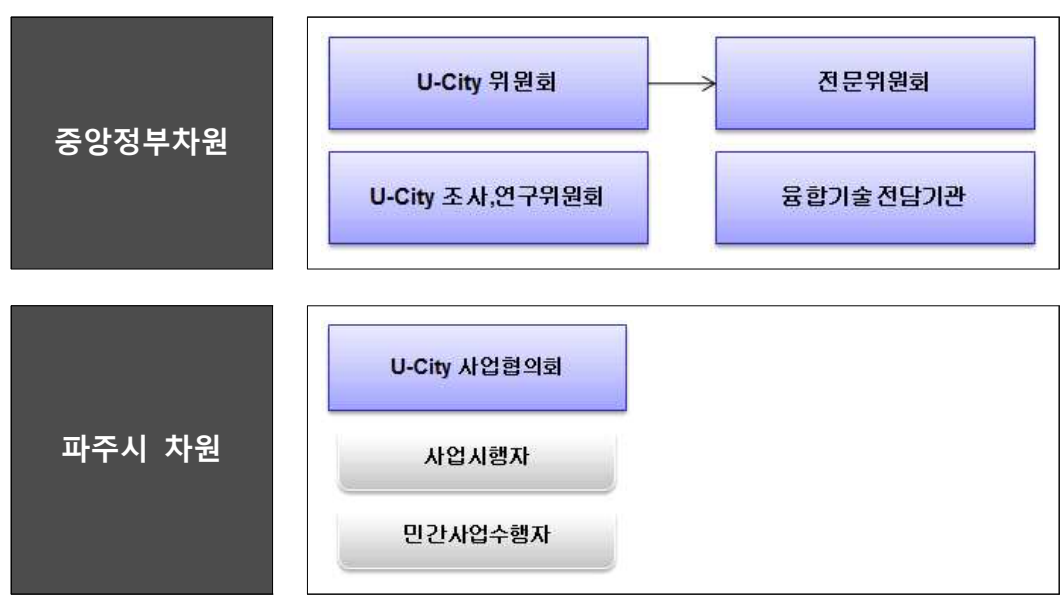 중앙정부차원
U-City 위원회
전문위원회
U-City 조사,연구위원회
융합기술전담기관
파주시 차원
U-City 사업협의회
사업시행자
민간사업수행자